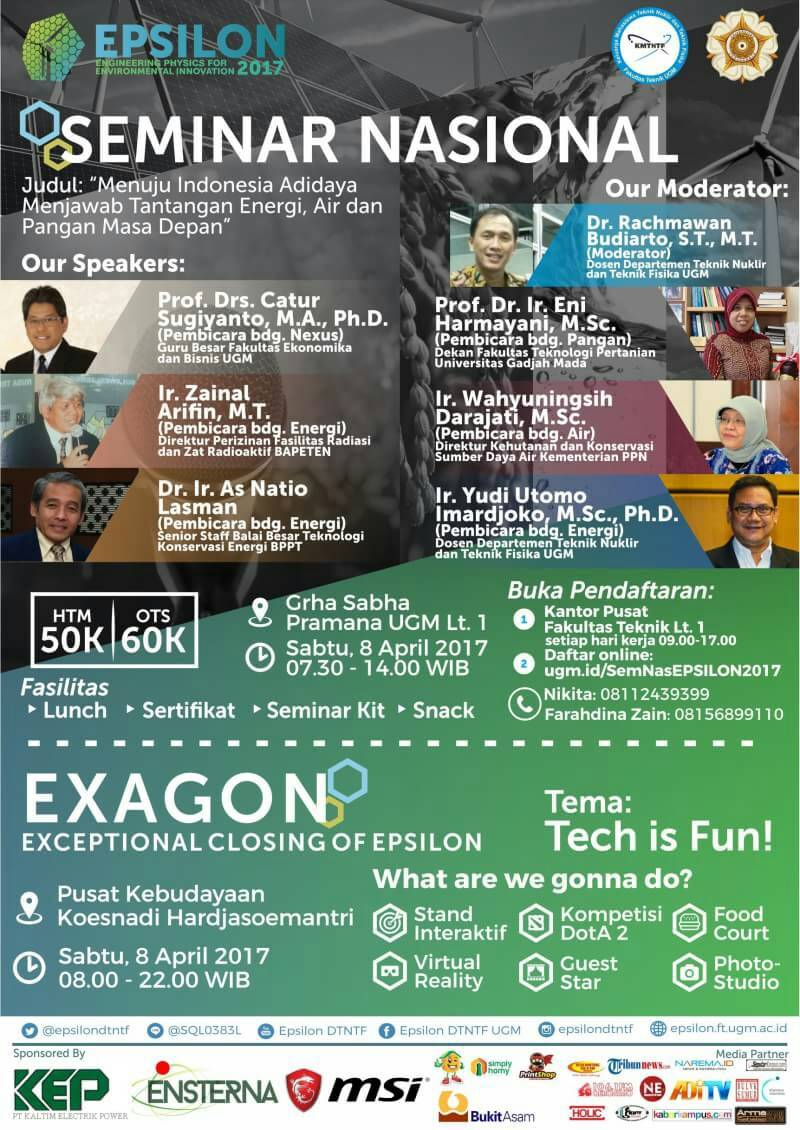 EPSILON
ENGINEERING PHYSICS FOR
ENVIRONMENTAL INNOVATION 2017
KMTNTF
Fakultas Teknik UGM
SEMINAR NASIONAL
Judul: “Menuju Indonesia Adidaya
Menjawab Tantangan Energi, Air dan
Pangan Masa Depan”
Our Moderator:
Dr. Rachmawan
Budiarto, S.T., M.T.
(Moderator)
Dosen Departemen Teknik Nuklir
dan Teknik Fisika UGM
Our Speakers:
Prof. Drs. Catur
Sugiyanto, M.A., Ph.D.
(Pembicara bdg. Nexus)
Guru Besar Fakultas Ekonomika
dan Bisnis UGM
Prof. Dr. Ir. Eni
Harmayani, M.Sc.
(Pembicara bdg. Pangan)
Dekan Fakultas Teknologi Pertanian
Universitas Gadjah Mada
Ir. Zainal
Arifin, M.T.
(Pembicara bdg. Energi)
Direktur Perizinan Fasilitas Radiasi
dan Zat Radioaktif BAPETEN
Ir. Wahyuningsih
Darajati, M.Sc.
(Pembicara bdg. Air)
Direktur Kehutanan dan Konservasi
Sumber Daya Air Kementerian PPN
Dr. Ir. As Natio
Lasman
(Pembicara bdg. Energi)
Senior Staff Balai Besar Teknologi
Konservasi Energi BPPT
Ir. Yudi Utomo
Imardjoko, M.Sc., Ph.D.
(Pembicara bdg. Energi)
Dosen Departemen Teknik Nuklir
dan Teknik Fisika UGM
HTM
50K
OTS
60K
Grha Sabha
Pramana UGM Lt. 1
Sabtu, 8 April 2017
07.30 - 14.00 WIB
Buka Pendaftaran:
1 Kantor Pusat
Fakultas Teknik Lt. 1
setiap hari kerja 09.00-17.00
2 Daftar online:
ugm.id/SemNasEPSILON2017
Nikita: 08112439399
Farahdina Zain: 08156899110
Fasilitas
Lunch Sertifikat Seminar Kit Snack
EXAGON
EXCEPTIONAL CLOSING OF EPSILON
Tema:
Tech is Fun!
Pusat Kebudayaan
Koesnadi Hardjasoemantri
Sabtu, 8 April 2017
08.00 - 22.00 WIB
What are we gonna do?
Stand
Interaktif
Kompetisi
DotA 2
Food
Court
Virtual
Reality
Guest
Star
Photo-
Studio
@epsilondtntf @SQL0383L Epsilon DTNTF Epsilon DTNTF UGM epsilondtntf epsilon.ft.ugm.ac.id
Sponsored By
KEP
PT KALTIM ELECTRIK POWER
ENSTERNA
msi
simply
homy
PrintShop
BukitAsam
Media Partner
Tribunnews.com
NAREMA.ID
NE
ADiTV
HOLIC
kabarkampus.com